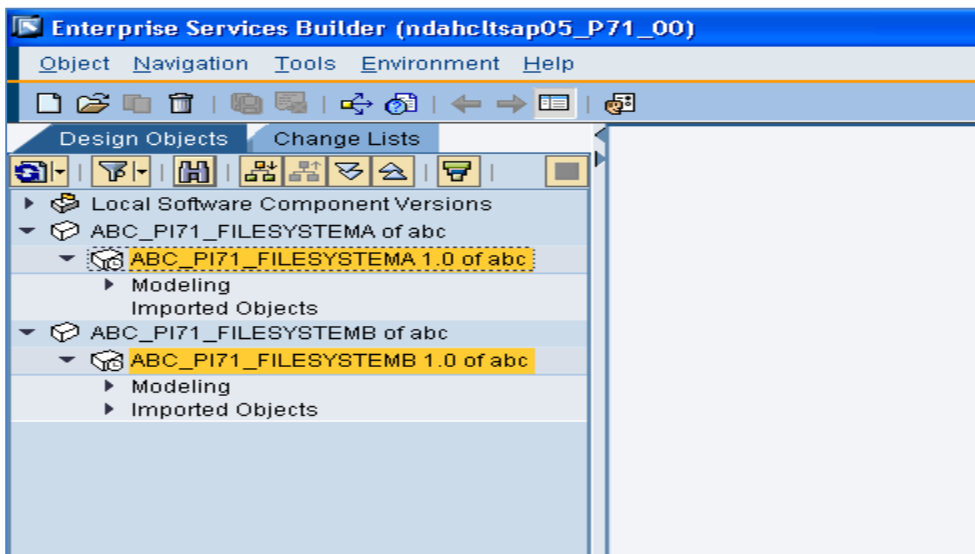 Enterprise Services Builder (ndahcltsap05_P71_00)
Object Navigation Tools Environment Help
Design Objects Change Lists
Local Software Component Versions
ABC_PI71_FILESYSTEMA of abc
ABC_PI71_FILESYSTEMA 1.0 of abc
Modeling
Imported Objects
ABC_PI71_FILESYSTEMB of abc
ABC_PI71_FILESYSTEMB 1.0 of abc
Modeling
Imported Objects